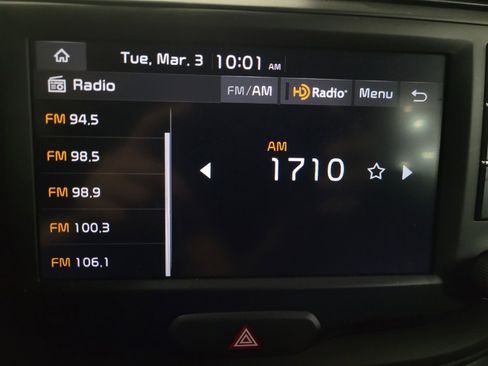 Tue, Mar. 3 10:01 AM
Radio FM/AM HD Radio Menu
FM 94.5
FM 98.5
FM 98.9
FM 100.3
FM 106.1
AM
1710